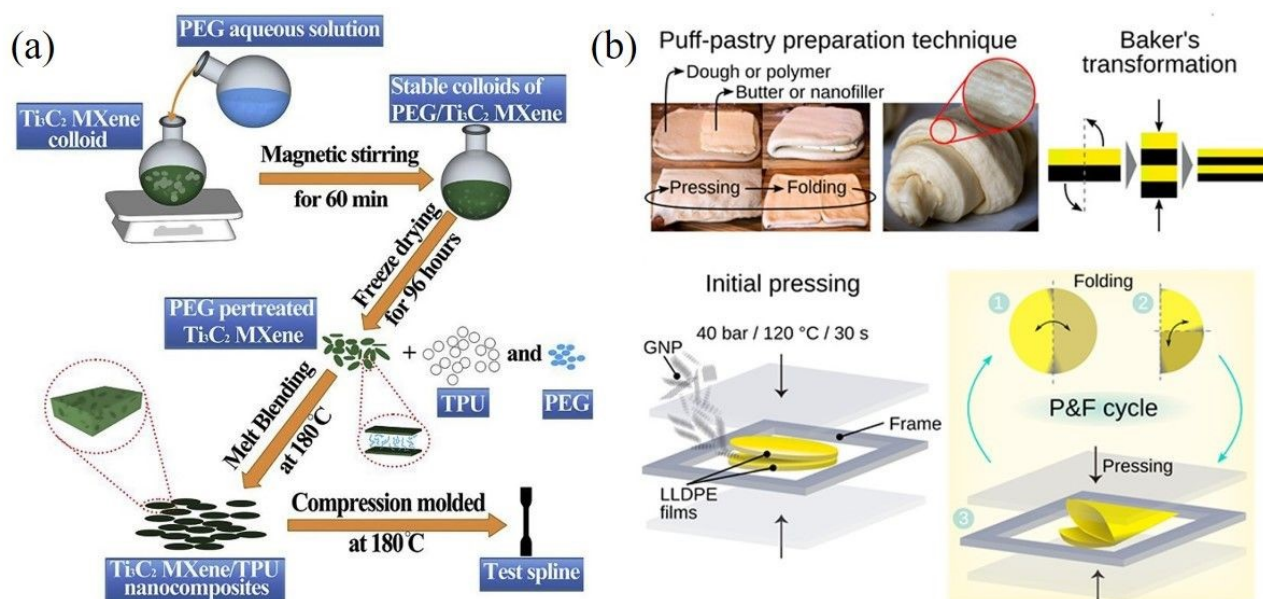 (a)
PEG aqueous solution
Ti₃C₂ MXene
colloid
Stable colloids of
PEG/Ti₃C₂ MXene
Magnetic stirring
for 60 min
Freeze drying
for 96 hours
PEG pertreated
Ti₃C₂ MXene
+
TPU
and
PEG
Melt Blending
at 180℃
Compression molded
at 180℃
Ti₃C₂ MXene/TPU
nanocomposites
Test spline
(b)
Puff-pastry preparation technique
Dough or polymer
Butter or nanofiller
Pressing
Folding
Baker's
transformation
Initial pressing
40 bar / 120 °C / 30 s
GNP
Frame
LLDPE
films
1
Folding
2
P&F cycle
Pressing
3